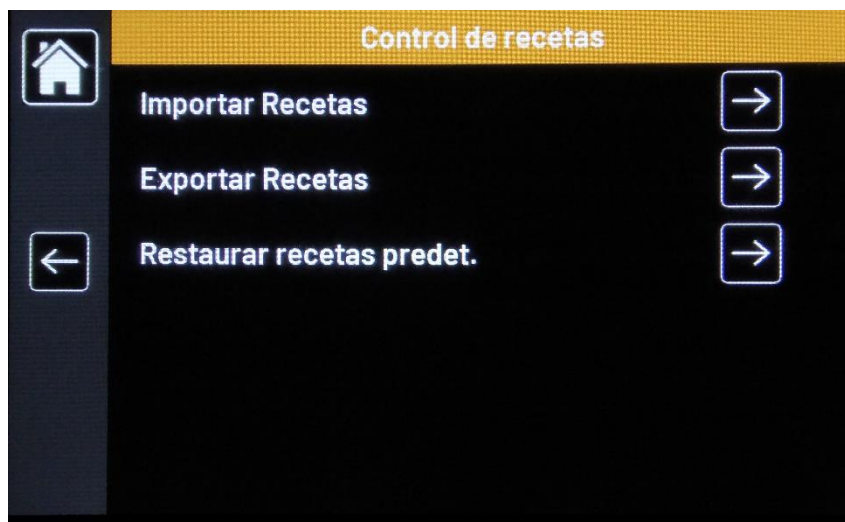 Control de recetas
Importar Recetas
Exportar Recetas
Restaurar recetas predet.